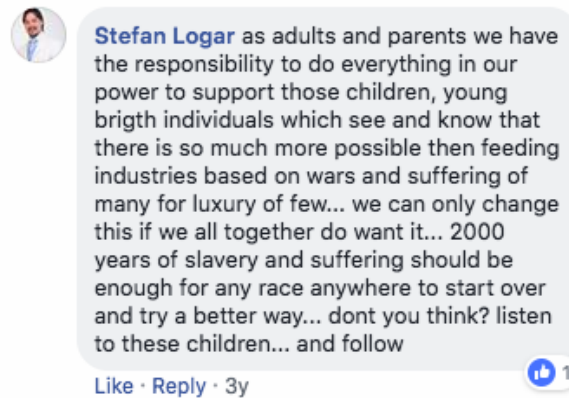 Stefan Logar as adults and parents we have
the responsibility to do everything in our
power to support those children, young
brigth individuals which see and know that
there is so much more possible then feeding
industries based on wars and suffering of
many for luxury of few... we can only change
this if we all together do want it... 2000
years of slavery and suffering should be
enough for any race anywhere to start over
and try a better way... dont you think? listen
to these children... and follow
1
Like · Reply · 3y